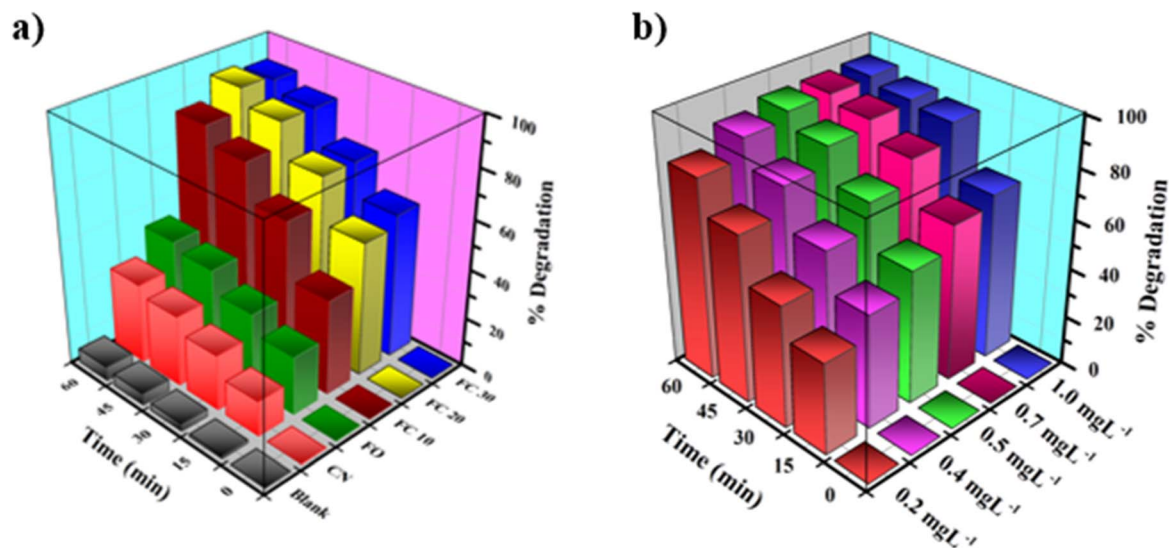 a)
100
80
60
40
20
0
% Degradation
60
45
30
15
0
Time (min)
Blank
CN
FO
FC 10
FC 20
FC 30
b)
100
80
60
40
20
0
% Degradation
60
45
30
15
0
Time (min)
0.2 mgL⁻¹
0.4 mgL⁻¹
0.5 mgL⁻¹
0.7 mgL⁻¹
1.0 mgL⁻¹